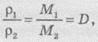 ρ₁/ρ₂ = M₁/M₂ = D,